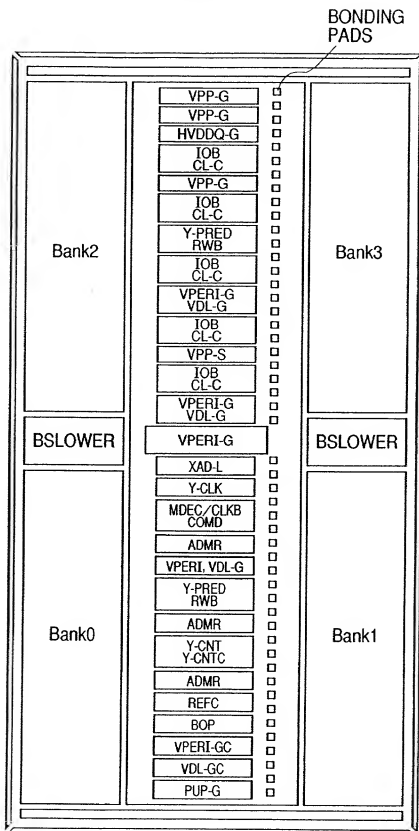 BONDING
PADS
VPP-G
VPP-G
HVDDQ-G
IOB
CL-C
VPP-G
IOB
CL-C
Y-PRED
RWB
IOB
CL-C
VPERI-G
VDL-G
IOB
CL-C
VPP-S
IOB
CL-C
VPERI-G
VDL-G
Bank2
Bank3
BSLOWER
VPERI-G
BSLOWER
XAD-L
Y-CLK
MDEC/CLKB
COMD
ADMR
VPERI, VDL-G
Y-PRED
RWB
ADMR
Y-CNT
Y-CNTC
ADMR
REFC
BOP
VPERI-GC
VDL-GC
PUP-G
Bank0
Bank1